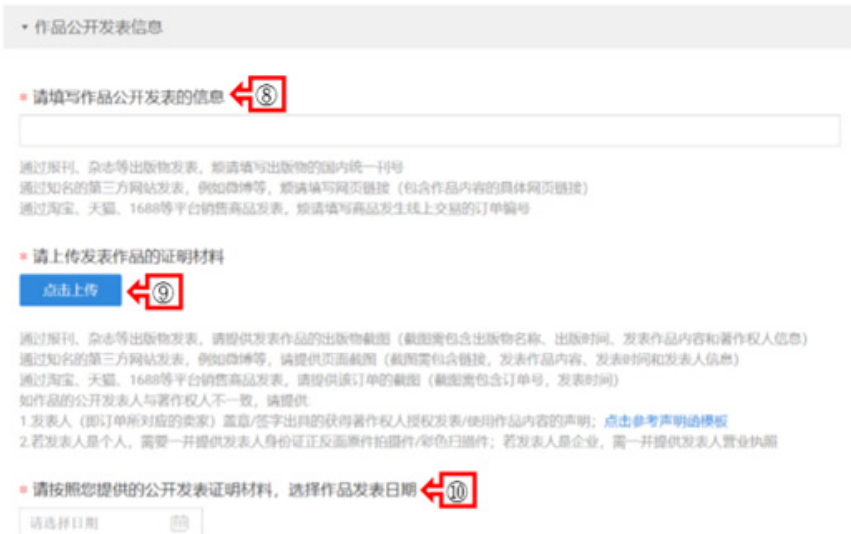 作品公开发表信息
* 请填写作品公开发表的信息 ⑧
通过报刊、杂志等出版物发表，烦请填写出版物的国内统一刊号
通过知名的第三方网站发表，例如微博等，烦请填写网页链接（包含作品内容的具体网页链接）
通过淘宝、天猫、1688等平台销售商品发表，烦请填写商品发生线上交易的订单编号
* 请上传发表作品的证明材料
点击上传 ⑨
通过报刊、杂志等出版物发表，请提供发表作品的出版物截图（截图需包含出版物名称、出版时间、发表作品内容和著作权人信息）
通过知名的第三方网站发表，例如微博等，请提供页面截图（截图需包含链接，发表作品内容、发表时间和发表人信息）
通过淘宝、天猫、1688等平台销售商品发表，请提供该订单的截图（截图需包含订单号，发表时间）
如作品的公开发表人与著作权人不一致，请提供:
1.发表人（即订单所对应的卖家）盖章/签字出具的获得著作权人授权发表/使用作品内容的声明；点击参考声明函模板
2.若发表人是个人，需要一并提供发表人身份证正反面原件拍摄件/彩色扫描件；若发表人是企业，需一并提供发表人营业执照
* 请按照您提供的公开发表证明材料，选择作品发表日期 ⑩
请选择日期